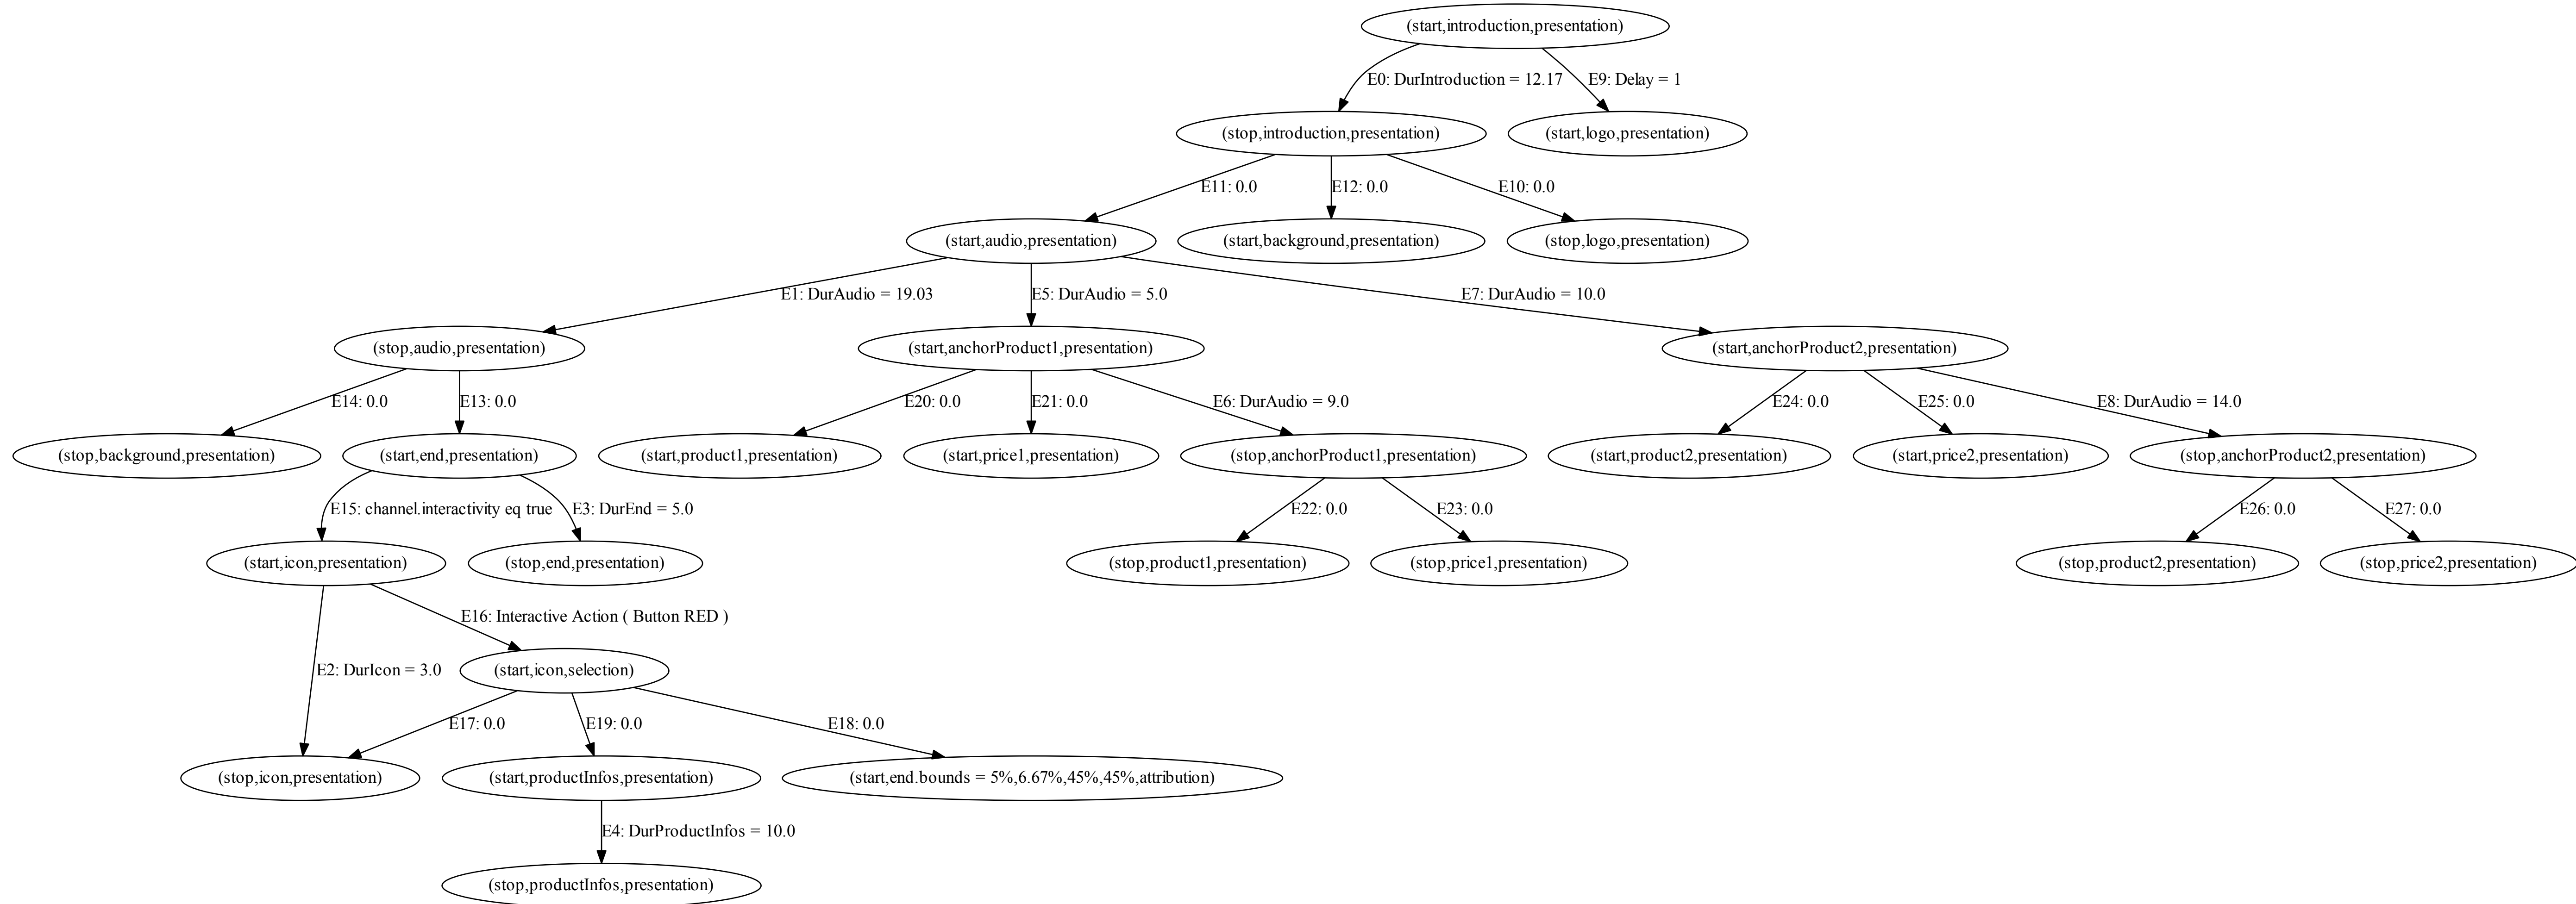 (start,introduction,presentation)
E0: DurIntroduction = 12.17
E9: Delay = 1
(stop,introduction,presentation)
(start,logo,presentation)
E11: 0.0
E12: 0.0
E10: 0.0
(start,audio,presentation)
(start,background,presentation)
(stop,logo,presentation)
E1: DurAudio = 19.03
E5: DurAudio = 5.0
E7: DurAudio = 10.0
(stop,audio,presentation)
(start,anchorProduct1,presentation)
(start,anchorProduct2,presentation)
E14: 0.0
E13: 0.0
E20: 0.0
E21: 0.0
E6: DurAudio = 9.0
E24: 0.0
E25: 0.0
E8: DurAudio = 14.0
(stop,background,presentation)
(start,end,presentation)
(start,product1,presentation)
(start,price1,presentation)
(stop,anchorProduct1,presentation)
(start,product2,presentation)
(start,price2,presentation)
(stop,anchorProduct2,presentation)
E15: channel.interactivity eq true
E3: DurEnd = 5.0
E22: 0.0
E23: 0.0
E26: 0.0
E27: 0.0
(start,icon,presentation)
(stop,end,presentation)
(stop,product1,presentation)
(stop,price1,presentation)
(stop,product2,presentation)
(stop,price2,presentation)
E16: Interactive Action ( Button RED )
E2: DurIcon = 3.0
(start,icon,selection)
E17: 0.0
E19: 0.0
E18: 0.0
(stop,icon,presentation)
(start,productInfos,presentation)
(start,end.bounds = 5%,6.67%,45%,45%,attribution)
E4: DurProductInfos = 10.0
(stop,productInfos,presentation)